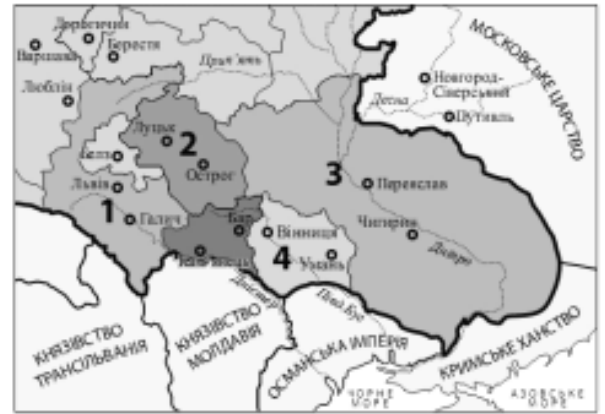 Дорогичин
Варшава
Берестя
Люблін
Прип'ять
МОСКОВСЬКЕ ЦАРСТВО
Новгород-
Сіверський
Десна
Путивль
Луцьк
2
Острог
Белз
Львів
1
Галич
3
Переяслав
Чигирин
Дніпро
Бар
Кам'янець
Вінниця
4
Умань
Дністер
Півд.Буг
КНЯЗІВСТВО
ТРАНСІЛЬВАНІЯ
КНЯЗІВСТВО
МОЛДАВІЯ
ОСМАНСЬКА ІМПЕРІЯ
КРИМСЬКЕ ХАНСТВО
ЧОРНЕ
МОРЕ
АЗОВСЬКЕ
МОРЕ